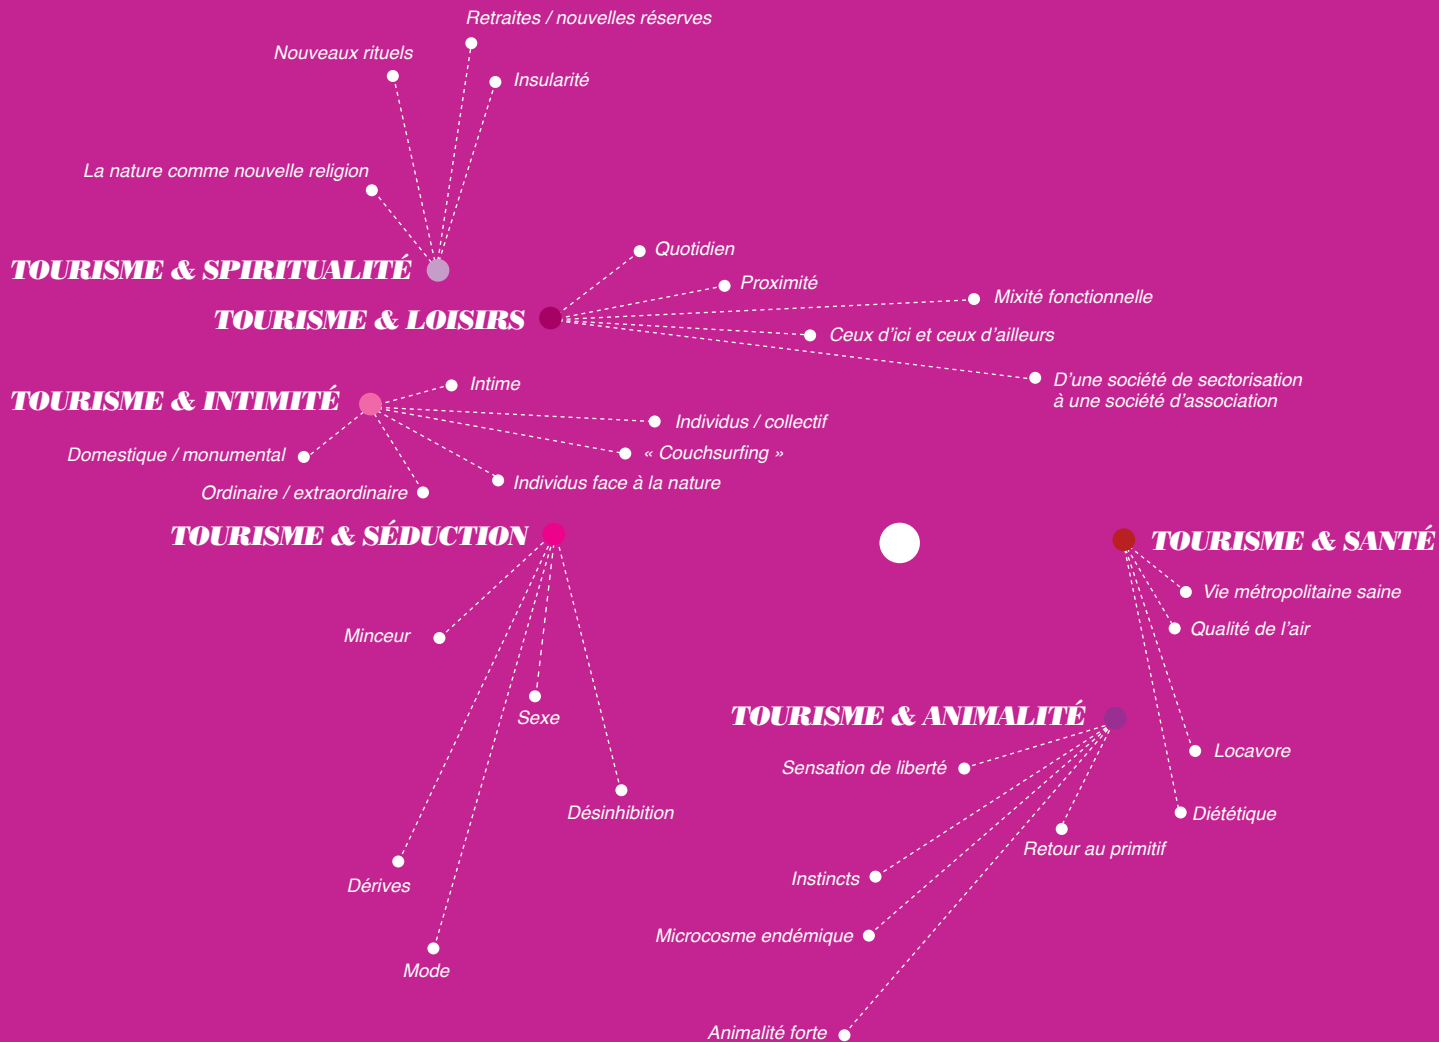 Retraites / nouvelles réserves
Nouveaux rituels
Insularité
La nature comme nouvelle religion
TOURISME & SPIRITUALITÉ
Quotidien
Proximité
Mixité fonctionnelle
TOURISME & LOISIRS
Ceux d'ici et ceux d'ailleurs
D'une société de sectorisation
à une société d'association
TOURISME & INTIMITÉ
Intime
Individus / collectif
Domestique / monumental
« Couchsurfing »
Individus face à la nature
Ordinaire / extraordinaire
TOURISME & SÉDUCTION
Minceur
Sexe
Désinhibition
Dérives
Mode
TOURISME & SANTÉ
Vie métropolitaine saine
Qualité de l'air
Locavore
Diététique
TOURISME & ANIMALITÉ
Sensation de liberté
Retour au primitif
Instincts
Microcosme endémique
Animalité forte